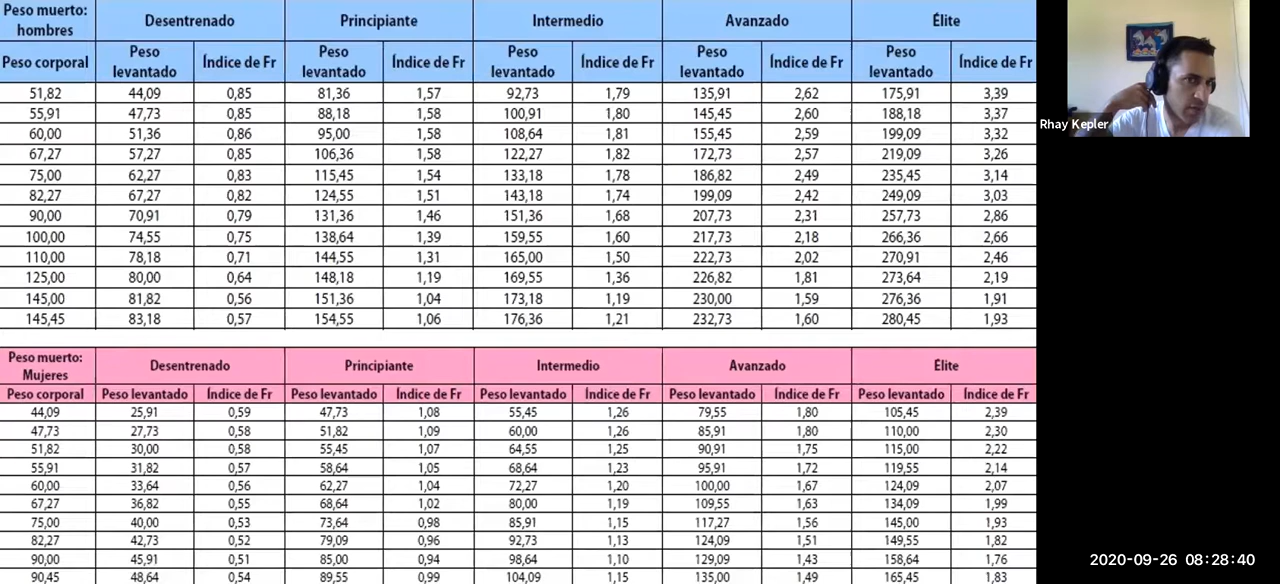 Peso muerto: hombres Desentrenado Principiante Intermedio Avanzado Élite
Peso corporal Peso levantado Índice de Fr Peso levantado Índice de Fr Peso levantado Índice de Fr Peso levantado Índice de Fr Peso levantado Índice de Fr
51,82 44,09 0,85 81,36 1,57 92,73 1,79 135,91 2,62 175,91 3,39
55,91 47,73 0,85 88,18 1,58 100,91 1,80 145,45 2,60 188,18 3,37
60,00 51,36 0,86 95,00 1,58 108,64 1,81 155,45 2,59 199,09 3,32
67,27 57,27 0,85 106,36 1,58 122,27 1,82 172,73 2,57 219,09 3,26
75,00 62,27 0,83 115,45 1,54 133,18 1,78 186,82 2,49 235,45 3,14
82,27 67,27 0,82 124,55 1,51 143,18 1,74 199,09 2,42 249,09 3,03
90,00 70,91 0,79 131,36 1,46 151,36 1,68 207,73 2,31 257,73 2,86
100,00 74,55 0,75 138,64 1,39 159,55 1,60 217,73 2,18 266,36 2,66
110,00 78,18 0,71 144,55 1,31 165,00 1,50 222,73 2,02 270,91 2,46
125,00 80,00 0,64 148,18 1,19 169,55 1,36 226,82 1,81 273,64 2,19
145,00 81,82 0,56 151,36 1,04 173,18 1,19 230,00 1,59 276,36 1,91
145,45 83,18 0,57 154,55 1,06 176,36 1,21 232,73 1,60 280,45 1,93
Peso muerto: Mujeres Desentrenado Principiante Intermedio Avanzado Élite
Peso corporal Peso levantado Índice de Fr Peso levantado Índice de Fr Peso levantado Índice de Fr Peso levantado Índice de Fr Peso levantado Índice de Fr
44,09 25,91 0,59 47,73 1,08 55,45 1,26 79,55 1,80 105,45 2,39
47,73 27,73 0,58 51,82 1,09 60,00 1,26 85,91 1,80 110,00 2,30
51,82 30,00 0,58 55,45 1,07 64,55 1,25 90,91 1,75 115,00 2,22
55,91 31,82 0,57 58,64 1,05 68,64 1,23 95,91 1,72 119,55 2,14
60,00 33,64 0,56 62,27 1,04 72,27 1,20 100,00 1,67 124,09 2,07
67,27 36,82 0,55 68,64 1,02 80,00 1,19 109,55 1,63 134,09 1,99
75,00 40,00 0,53 73,64 0,98 85,91 1,15 117,27 1,56 145,00 1,93
82,27 42,73 0,52 79,09 0,96 92,73 1,13 124,09 1,51 149,55 1,82
90,00 45,91 0,51 85,00 0,94 98,64 1,10 129,09 1,43 158,64 1,76
90,45 48,64 0,54 89,55 0,99 104,09 1,15 135,00 1,49 165,45 1,83
Rhay Kepler
2020-09-26 08:28:40